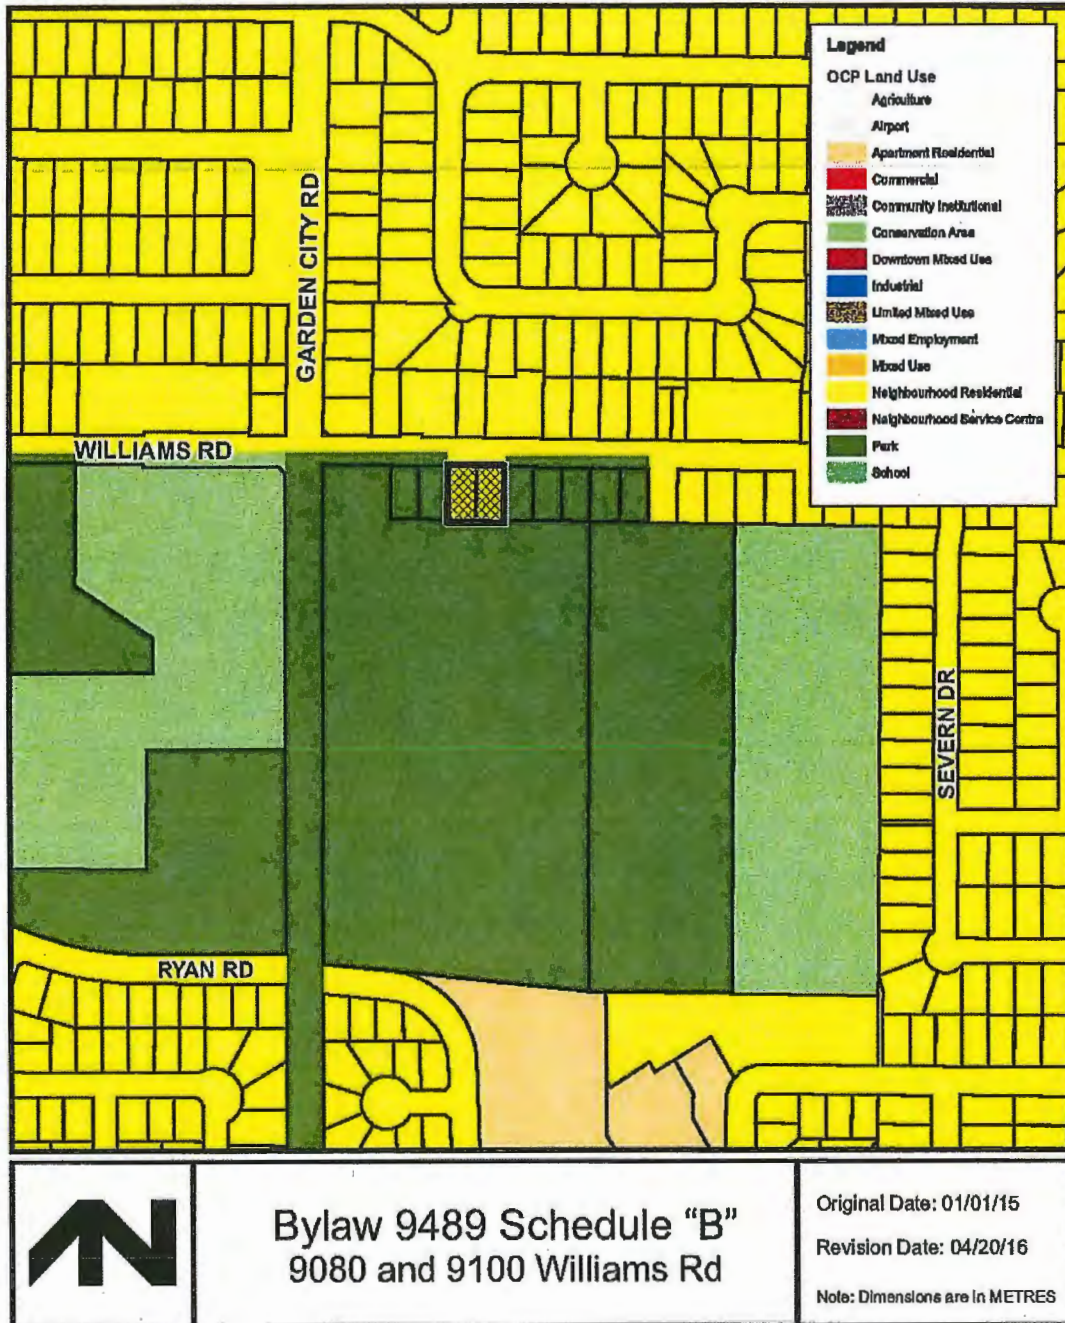 Legend
OCP Land Use
Agriculture
Airport
Apartment Residential
Commercial
Community Institutional
Conservation Area
Downtown Mixed Use
Industrial
Limited Mixed Use
Mixed Employment
Mixed Use
Neighbourhood Residential
Neighbourhood Service Centre
Park
School
GARDEN CITY RD
WILLIAMS RD
SEVERN DR
RYAN RD
Bylaw 9489 Schedule "B"
9080 and 9100 Williams Rd
Original Date: 01/01/15
Revision Date: 04/20/16
Note: Dimensions are in METRES